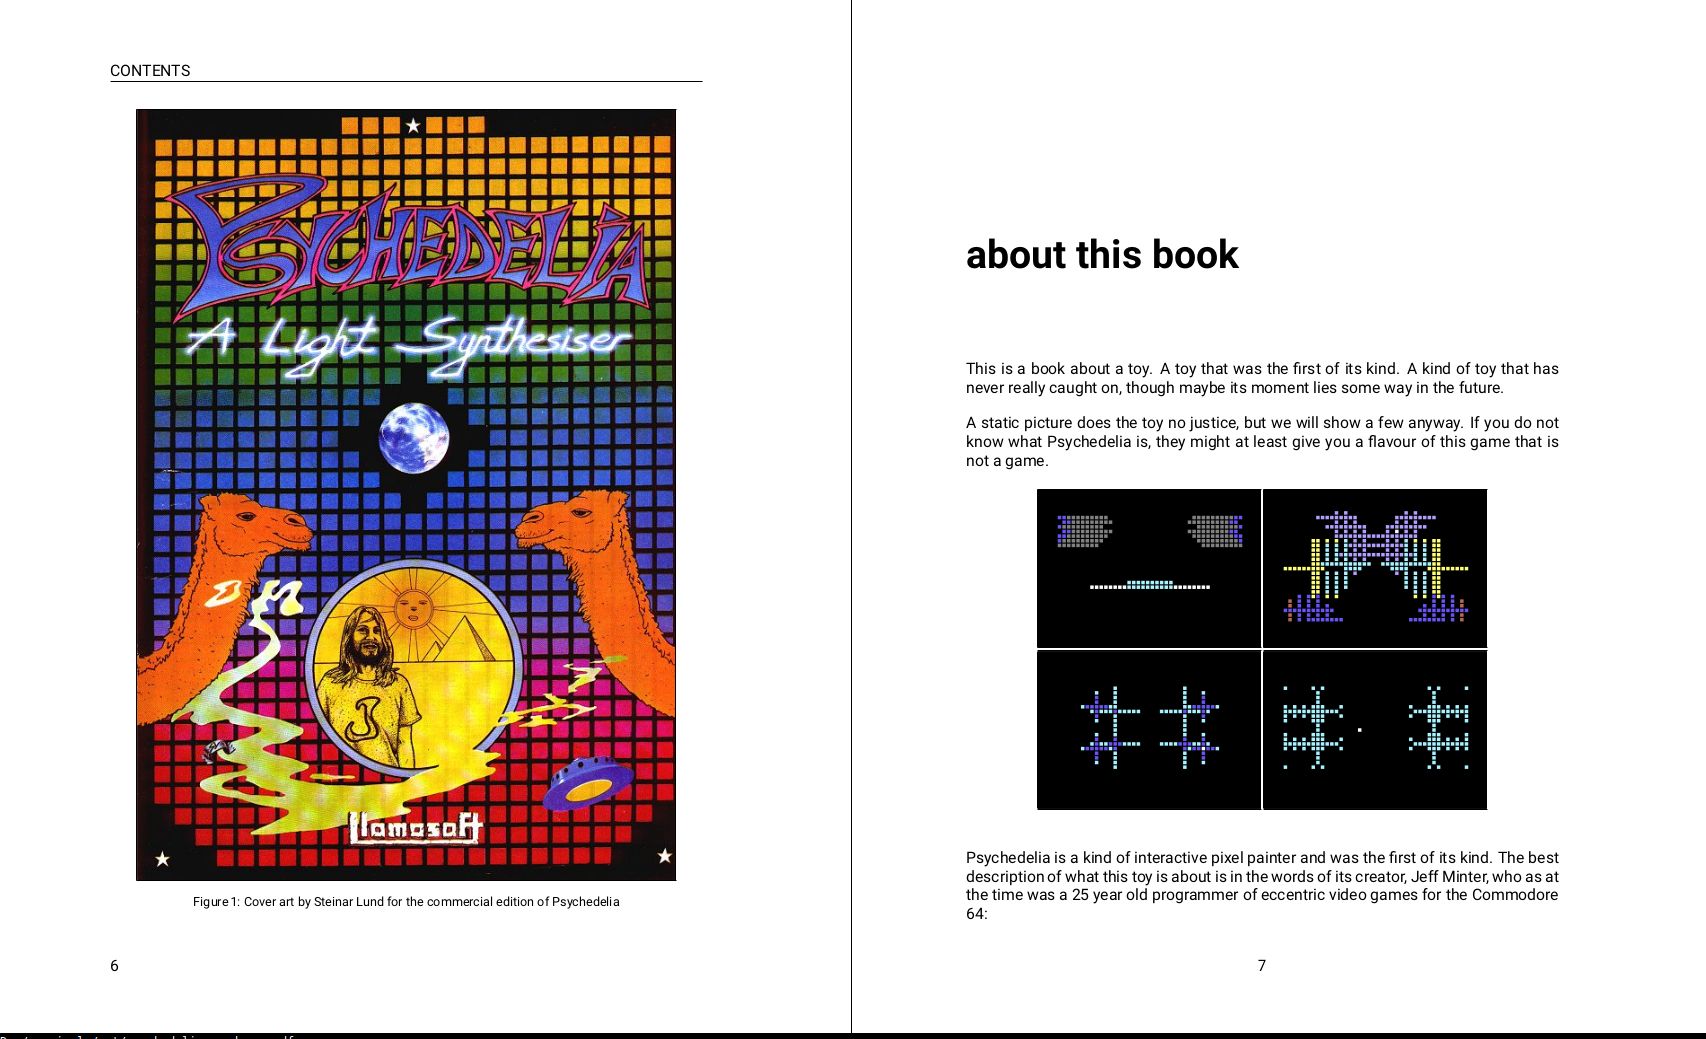 CONTENTS
PSYCHEDELIA
A Light Synthesiser
J
llamasoft
Figure 1: Cover art by Steinar Lund for the commercial edition of Psychedelia
6
about this book
This is a book about a toy. A toy that was the first of its kind. A kind of toy that has
never really caught on, though maybe its moment lies some way in the future.
A static picture does the toy no justice, but we will show a few anyway. If you do not
know what Psychedelia is, they might at least give you a flavour of this game that is
not a game.
Psychedelia is a kind of interactive pixel painter and was the first of its kind. The best
description of what this toy is about is in the words of its creator, Jeff Minter, who as at
the time was a 25 year old programmer of eccentric video games for the Commodore
64:
7